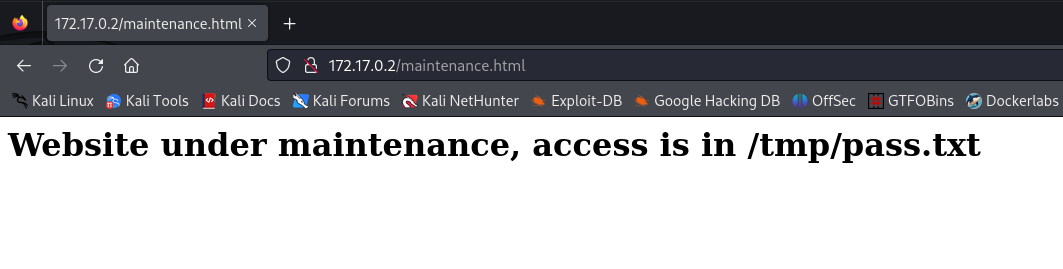 172.17.0.2/maintenance.html
172.17.0.2/maintenance.html
Kali Linux Kali Tools Kali Docs Kali Forums Kali NetHunter Exploit-DB Google Hacking DB OffSec GTFOBins Dockerlabs
Website under maintenance, access is in /tmp/pass.txt